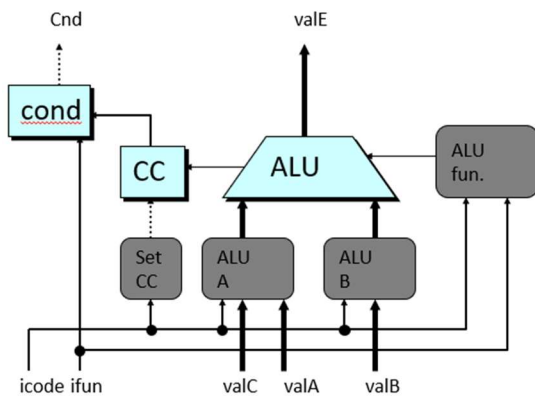 Cnd
valE
cond
CC
ALU
ALU
fun.
Set
CC
ALU
A
ALU
B
icode ifun
valC
valA
valB